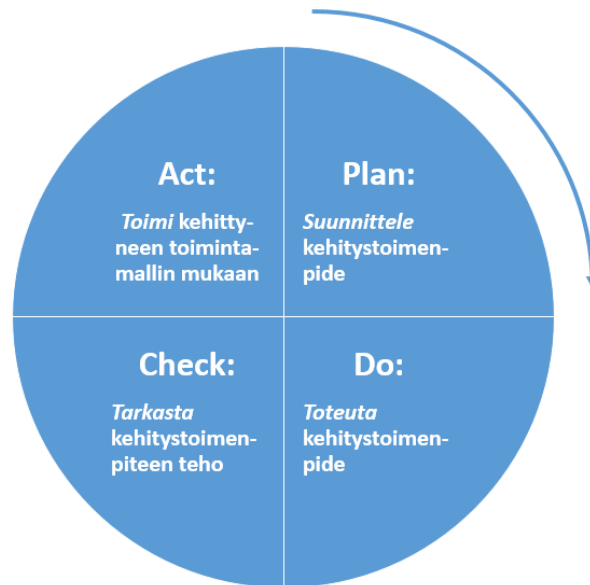 Act:
Toimi kehitty-
neen toiminta-
mallin mukaan
Plan:
Suunnittele
kehitystoimen-
pide
Check:
Tarkasta
kehitystoimen-
piteen teho
Do:
Toteuta
kehitystoimen-
pide